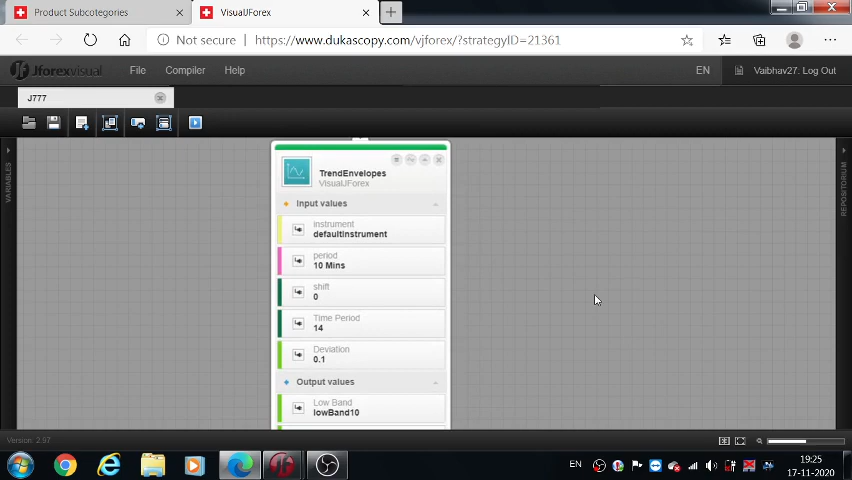 Product Subcategories
VisualJForex
Not secure
https://www.dukascopy.com/vjforex/?strategyID=21361
Jforexvisual
File
Compiler
Help
EN
Vaibhav27: Log Out
J777
VARIABLES
REPOSITORIUM
TrendEnvelopes
VisualJForex
Input values
instrument
defaultInstrument
period
10 Mins
shift
0
Time Period
14
Deviation
0.1
Output values
Low Band
lowBand10
Version: 2.97
EN
19:25
17-11-2020